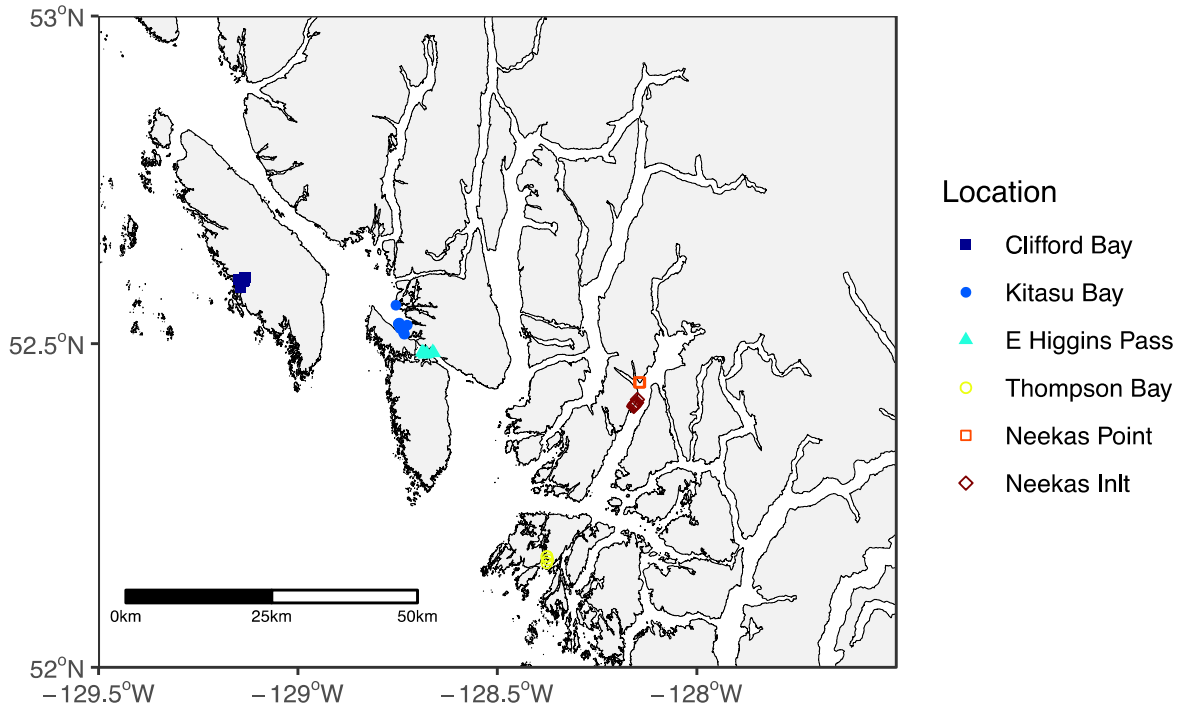 53°N
52.5°N
52°N
−129.5°W
−129°W
−128.5°W
−128°W
0km
25km
50km
Location
Clifford Bay
Kitasu Bay
E Higgins Pass
Thompson Bay
Neekas Point
Neekas Inlt